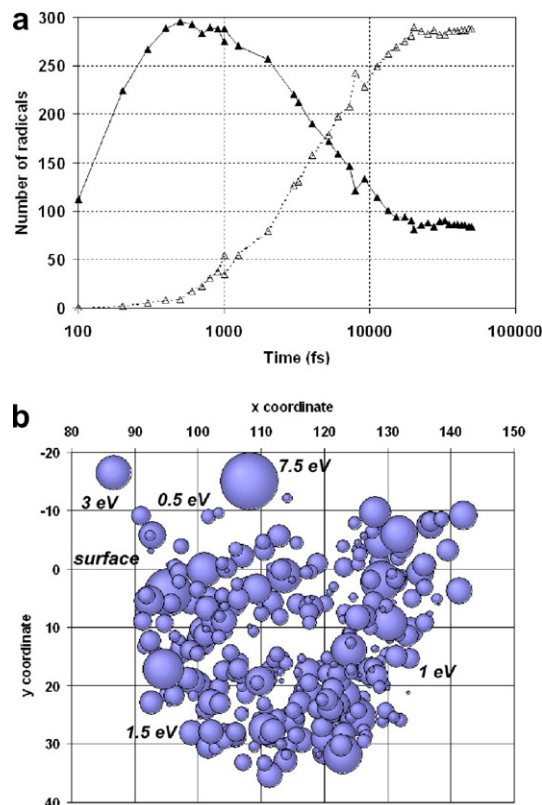 a
300
250
200
150
100
50
0
Number of radicals
100 1000 10000 100000
Time (fs)
b
x coordinate
80 90 100 110 120 130 140 150
-20
-10
0
10
20
30
40
y coordinate
7.5 eV
3 eV
0.5 eV
surface
1 eV
1.5 eV